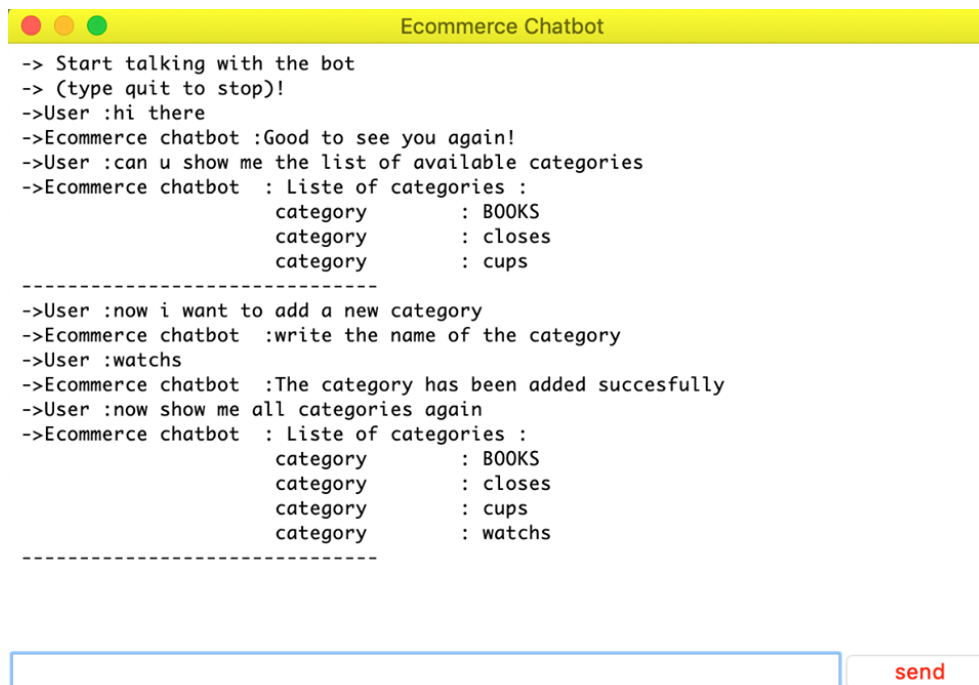 Ecommerce Chatbot
-> Start talking with the bot
-> (type quit to stop)!
->User :hi there
->Ecommerce chatbot :Good to see you again!
->User :can u show me the list of available categories
->Ecommerce chatbot  : Liste of categories :
category : BOOKS
category : closes
category : cups
-------------------------------
->User :now i want to add a new category
->Ecommerce chatbot  :write the name of the category
->User :watchs
->Ecommerce chatbot  :The category has been added succesfully
->User :now show me all categories again
->Ecommerce chatbot  : Liste of categories :
category : BOOKS
category : closes
category : cups
category : watchs
-------------------------------
send